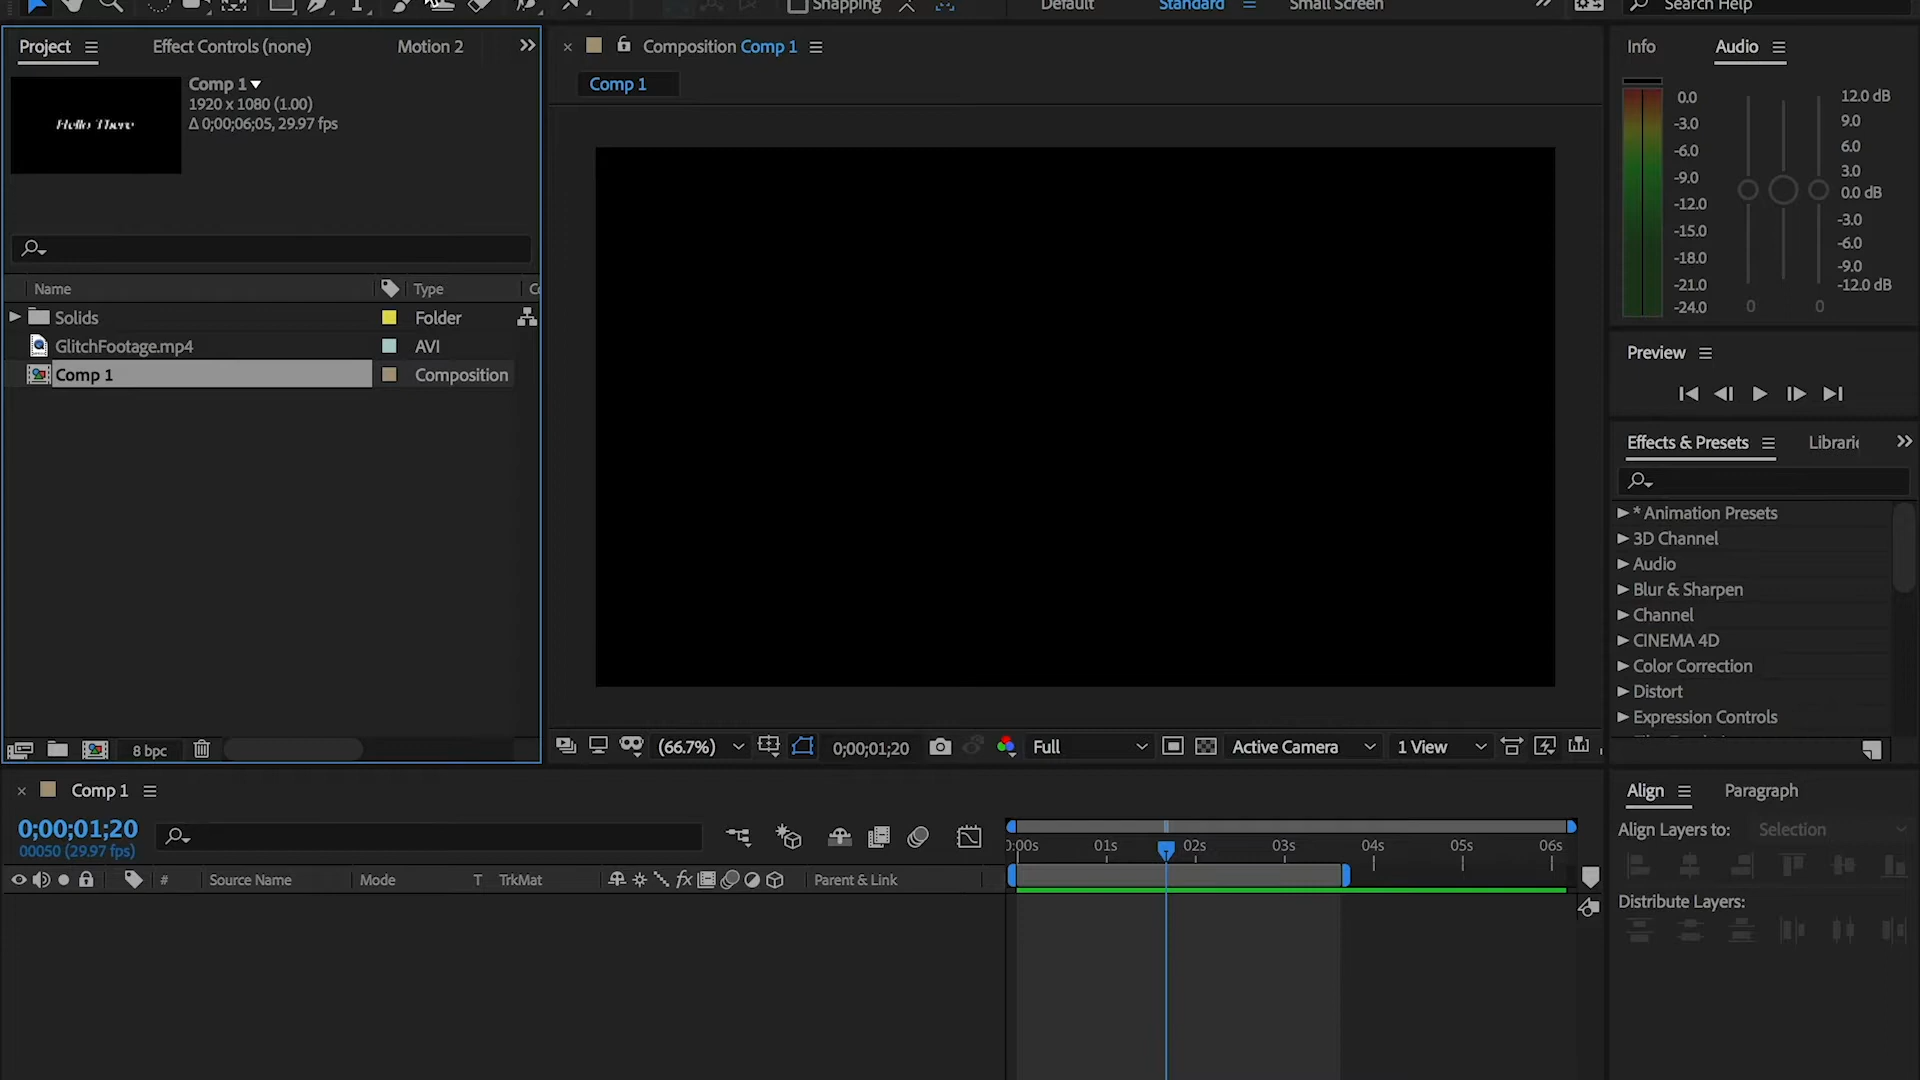 Snapping
Default
Standard
Small Screen
Search Help
Project
Effect Controls (none)
Motion 2
Composition Comp 1
Info
Audio
Comp 1
1920 x 1080 (1.00)
Δ 0;00;06;05, 29.97 fps
Hello There
Comp 1
0.0
-3.0
-6.0
-9.0
-12.0
-15.0
-18.0
-21.0
-24.0
12.0 dB
9.0
6.0
3.0
0.0 dB
-3.0
-6.0
-9.0
-12.0 dB
0
0
Name
Type
Solids
Folder
GlitchFootage.mp4
AVI
Comp 1
Composition
Preview
Effects & Presets
Librari
* Animation Presets
3D Channel
Audio
Blur & Sharpen
Channel
CINEMA 4D
Color Correction
Distort
Expression Controls
8 bpc
(66.7%)
0;00;01;20
Full
Active Camera
1 View
Comp 1
0;00;01;20
00050 (29.97 fps)
#
Source Name
Mode
T
TrkMat
fx
Parent & Link
0:00s
01s
02s
03s
04s
05s
06s
Align
Paragraph
Align Layers to:
Selection
Distribute Layers: